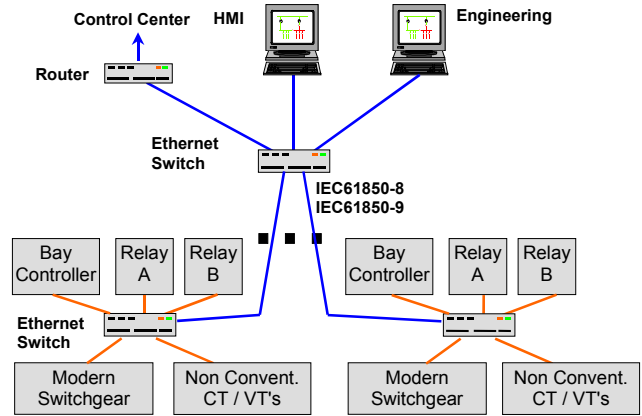 Control Center
HMI
Engineering
Router
Ethernet
Switch
IEC61850-8
IEC61850-9
Bay
Controller
Relay
A
Relay
B
Bay
Controller
Relay
A
Relay
B
Ethernet
Switch
Modern
Switchgear
Non Convent.
CT / VT's
Modern
Switchgear
Non Convent.
CT / VT's